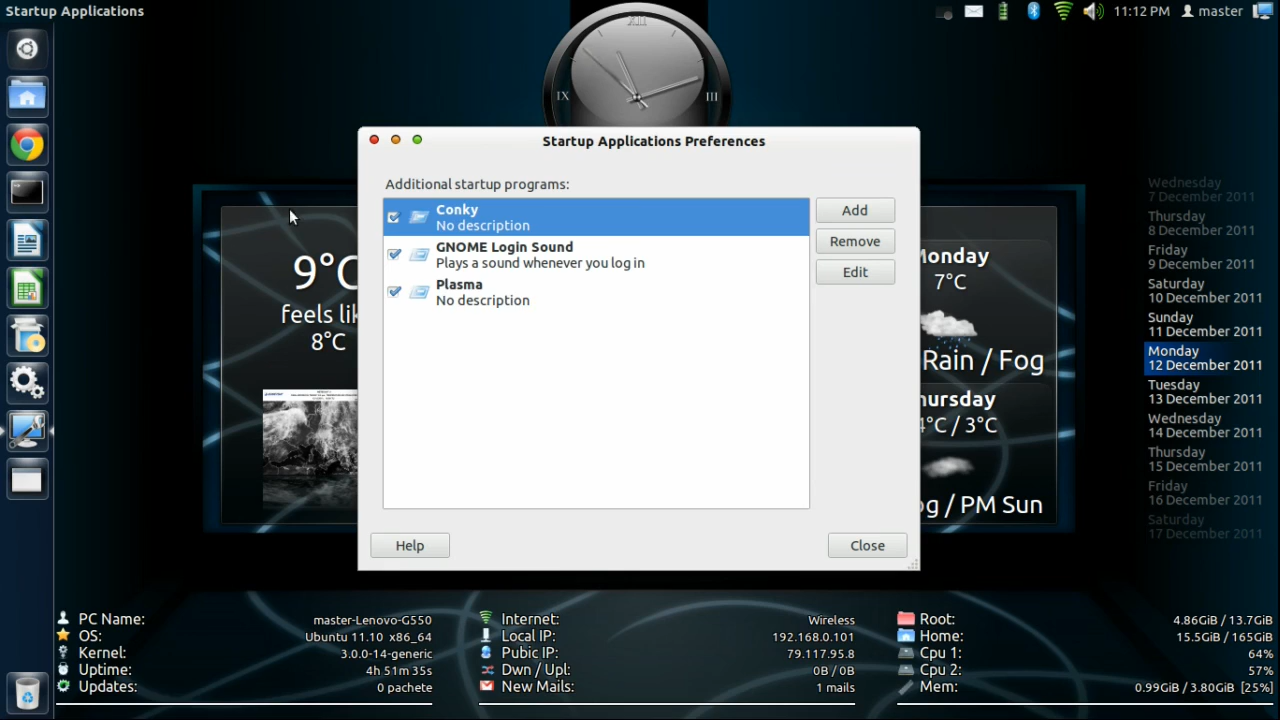 Startup Applications
11:12 PM master
XII
IX III
Startup Applications Preferences
Additional startup programs:
Conky
No description
GNOME Login Sound
Plays a sound whenever you log in
Plasma
No description
Add
Remove
Edit
Help
Close
9°C
feels li
8°C
Monday
7°C
Rain / Fog
ursday
4°C / 3°C
og / PM Sun
Wednesday
7 December 2011
Thursday
8 December 2011
Friday
9 December 2011
Saturday
10 December 2011
Sunday
11 December 2011
Monday
12 December 2011
Tuesday
13 December 2011
Wednesday
14 December 2011
Thursday
15 December 2011
Friday
16 December 2011
Saturday
17 December 2011
PC Name: master-Lenovo-G550
OS: Ubuntu 11.10 x86_64
Kernel: 3.0.0-14-generic
Uptime: 4h 51m 35s
Updates: 0 pachete
Internet: Wireless
Local IP: 192.168.0.101
Pubic IP: 79.117.95.8
Dwn / Upl: 0B / 0B
New Mails: 1 mails
Root: 4.86GiB / 13.7GiB
Home: 15.5GiB / 165GiB
Cpu 1: 64%
Cpu 2: 57%
Mem: 0.99GiB / 3.80GiB [25%]